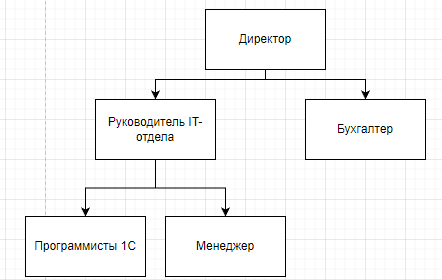 Директор
Руководитель IT-
отдела
Бухгалтер
Программисты 1С
Менеджер